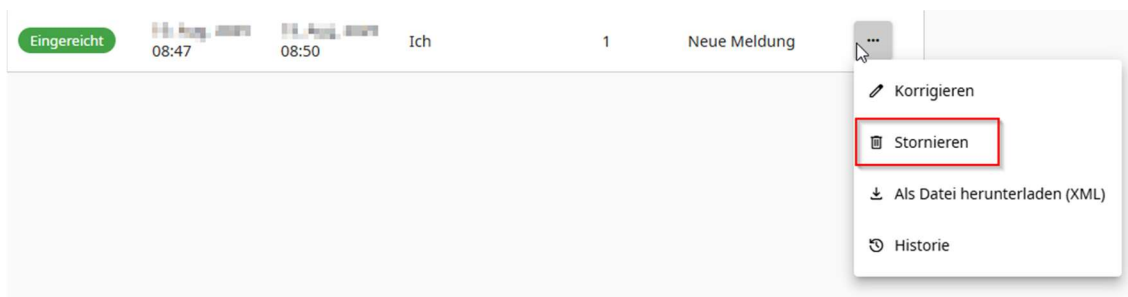 Eingereicht
08:47
08:50
Ich
1
Neue Meldung
Korrigieren
Stornieren
Als Datei herunterladen (XML)
Historie